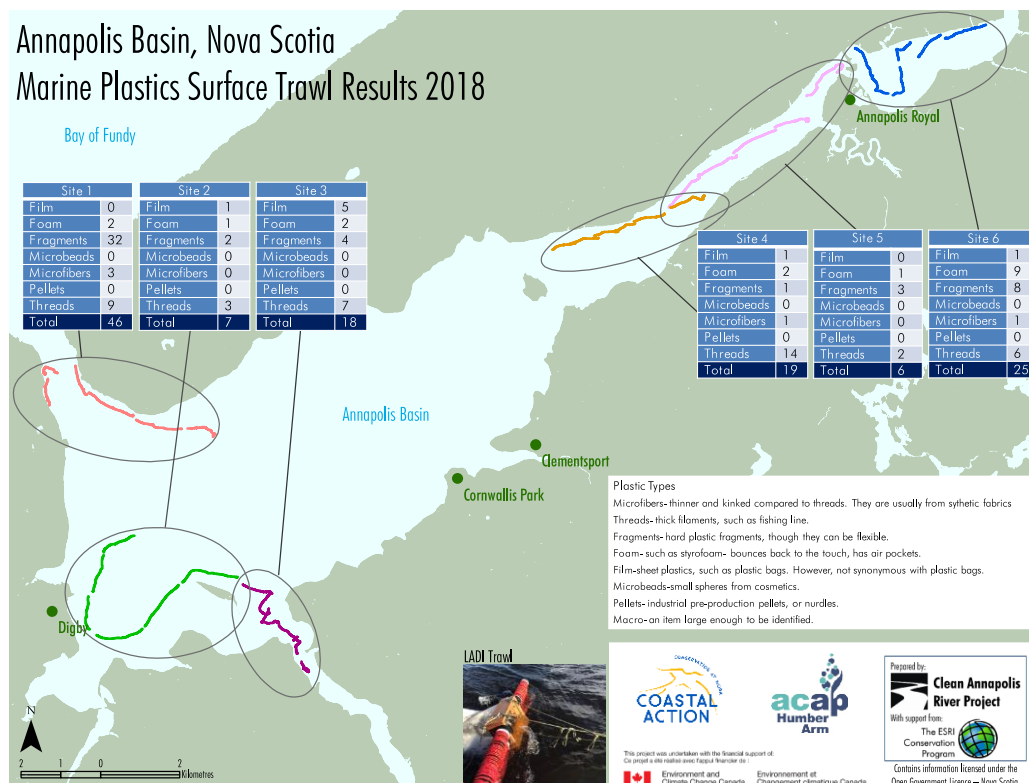 Annapolis Basin, Nova Scotia
Marine Plastics Surface Trawl Results 2018
Bay of Fundy
Annapolis Royal
Site 1
Film 0
Foam 2
Fragments 32
Microbeads 0
Microfibers 3
Pellets 0
Threads 9
Total 46
Site 2
Film 1
Foam 1
Fragments 2
Microbeads 0
Microfibers 0
Pellets 0
Threads 3
Total 7
Site 3
Film 5
Foam 2
Fragments 4
Microbeads 0
Microfibers 0
Pellets 0
Threads 7
Total 18
Site 4
Film 1
Foam 2
Fragments 1
Microbeads 0
Microfibers 1
Pellets 0
Threads 14
Total 19
Site 5
Film 0
Foam 1
Fragments 3
Microbeads 0
Microfibers 0
Pellets 0
Threads 2
Total 6
Site 6
Film 1
Foam 9
Fragments 8
Microbeads 0
Microfibers 1
Pellets 0
Threads 6
Total 25
Annapolis Basin
Clementsport
Cornwallis Park
Digby
Plastic Types
Microfibers- thinner and kinked compared to threads. They are usually from sythetic fabrics
Threads- thick filaments, such as fishing line.
Fragments- hard plastic fragments, though they can be flexible.
Foam- such as styrofoam- bounces back to the touch, has air pockets.
Film-sheet plastics, such as plastic bags. However, not synonymous with plastic bags.
Microbeads-small spheres from cosmetics.
Pellets- industrial pre-production pellets, or nurdles.
Macro- an item large enough to be identified.
LADI Trawl
N
2 1 0 2
Kilometres
COASTAL
ACTION
acap
Humber
Arm
Prepared by:
Clean Annapolis
River Project
With support from:
The ESRI
Conservation
Program
This project was undertaken with the financial support of:
Ce projet a été réalisé avec l'appui financier de :
Environment and
Climate Change Canada
Environnement et
Changement climatique Canada
Contains information licensed under the
Open Government Licence – Nova Scotia